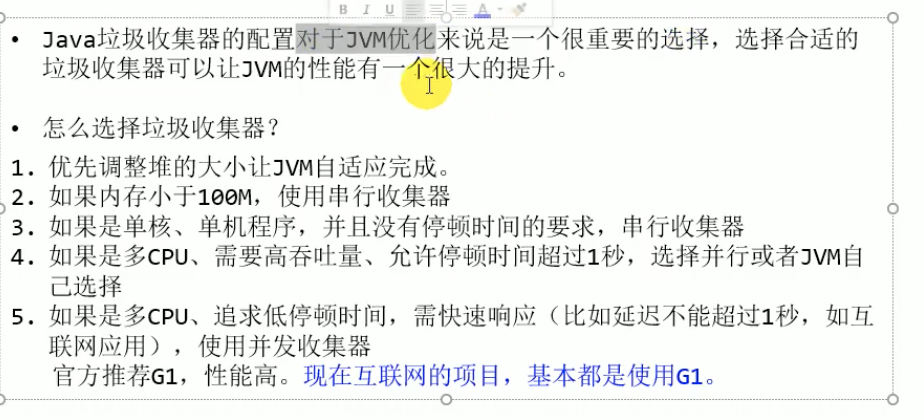 B I U A
• Java垃圾收集器的配置对于JVM优化来说是一个很重要的选择，选择合适的
垃圾收集器可以让JVM的性能有一个很大的提升。
• 怎么选择垃圾收集器？
1. 优先调整堆的大小让JVM自适应完成。
2. 如果内存小于100M，使用串行收集器
3. 如果是单核、单机程序，并且没有停顿时间的要求，串行收集器
4. 如果是多CPU、需要高吞吐量、允许停顿时间超过1秒，选择并行或者JVM自
己选择
5. 如果是多CPU、追求低停顿时间，需快速响应（比如延迟不能超过1秒，如互
联网应用），使用并发收集器
官方推荐G1，性能高。现在互联网的项目，基本都是使用G1。